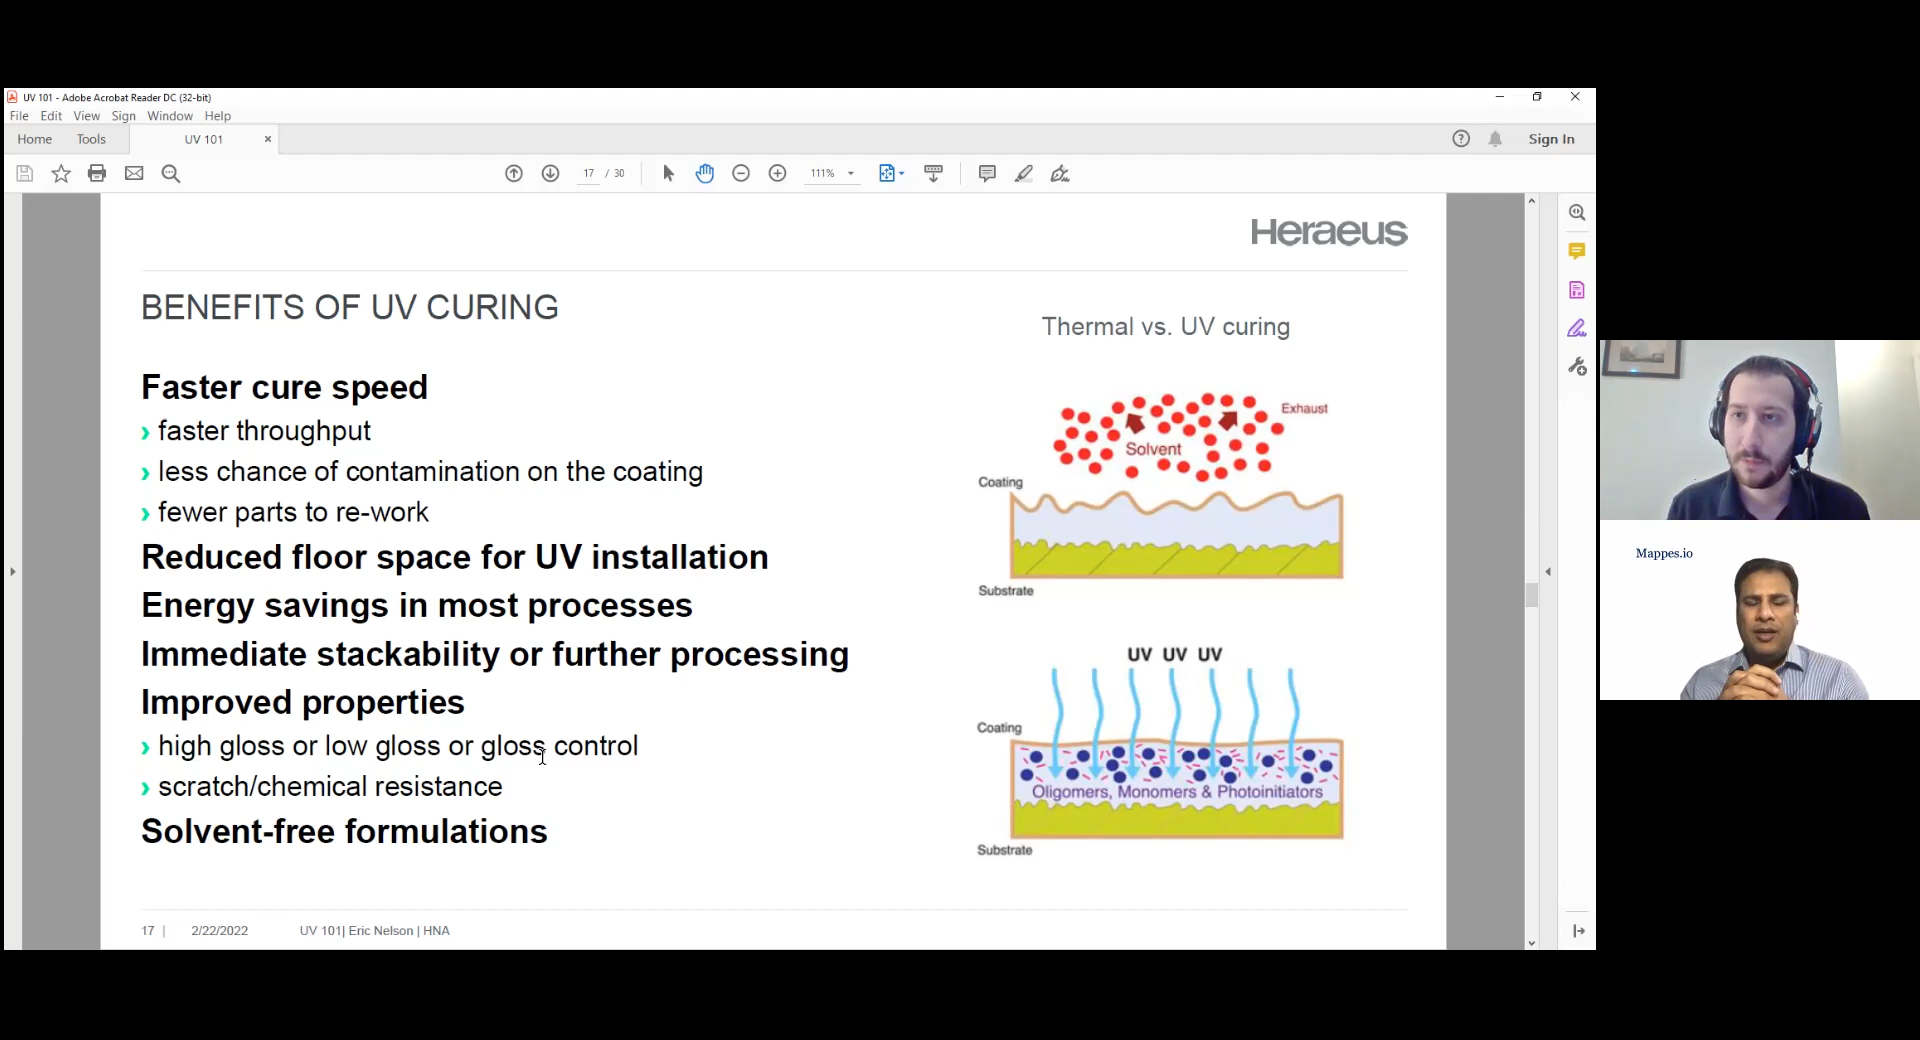 UV 101 - Adobe Acrobat Reader DC (32-bit)
File Edit View Sign Window Help
Home Tools UV 101 Sign In
17 / 30 111%
Heraeus
BENEFITS OF UV CURING
Faster cure speed
› faster throughput
› less chance of contamination on the coating
› fewer parts to re-work
Reduced floor space for UV installation
Energy savings in most processes
Immediate stackability or further processing
Improved properties
› high gloss or low gloss or gloss control
› scratch/chemical resistance
Solvent-free formulations
Thermal vs. UV curing
Exhaust
Solvent
Coating
Substrate
UV UV UV
Coating
Oligomers, Monomers & Photoinitiators
Substrate
17 | 2/22/2022 UV 101| Eric Nelson | HNA
Mappes.io